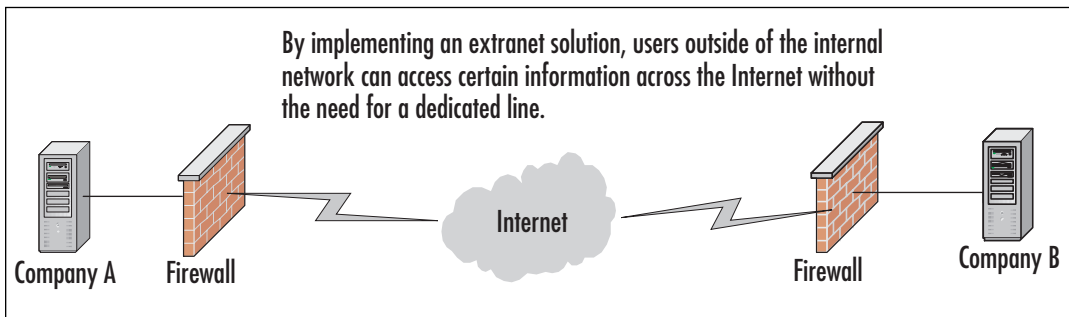 By implementing an extranet solution, users outside of the internal
network can access certain information across the Internet without
the need for a dedicated line.
Internet
Company A
Firewall
Firewall
Company B